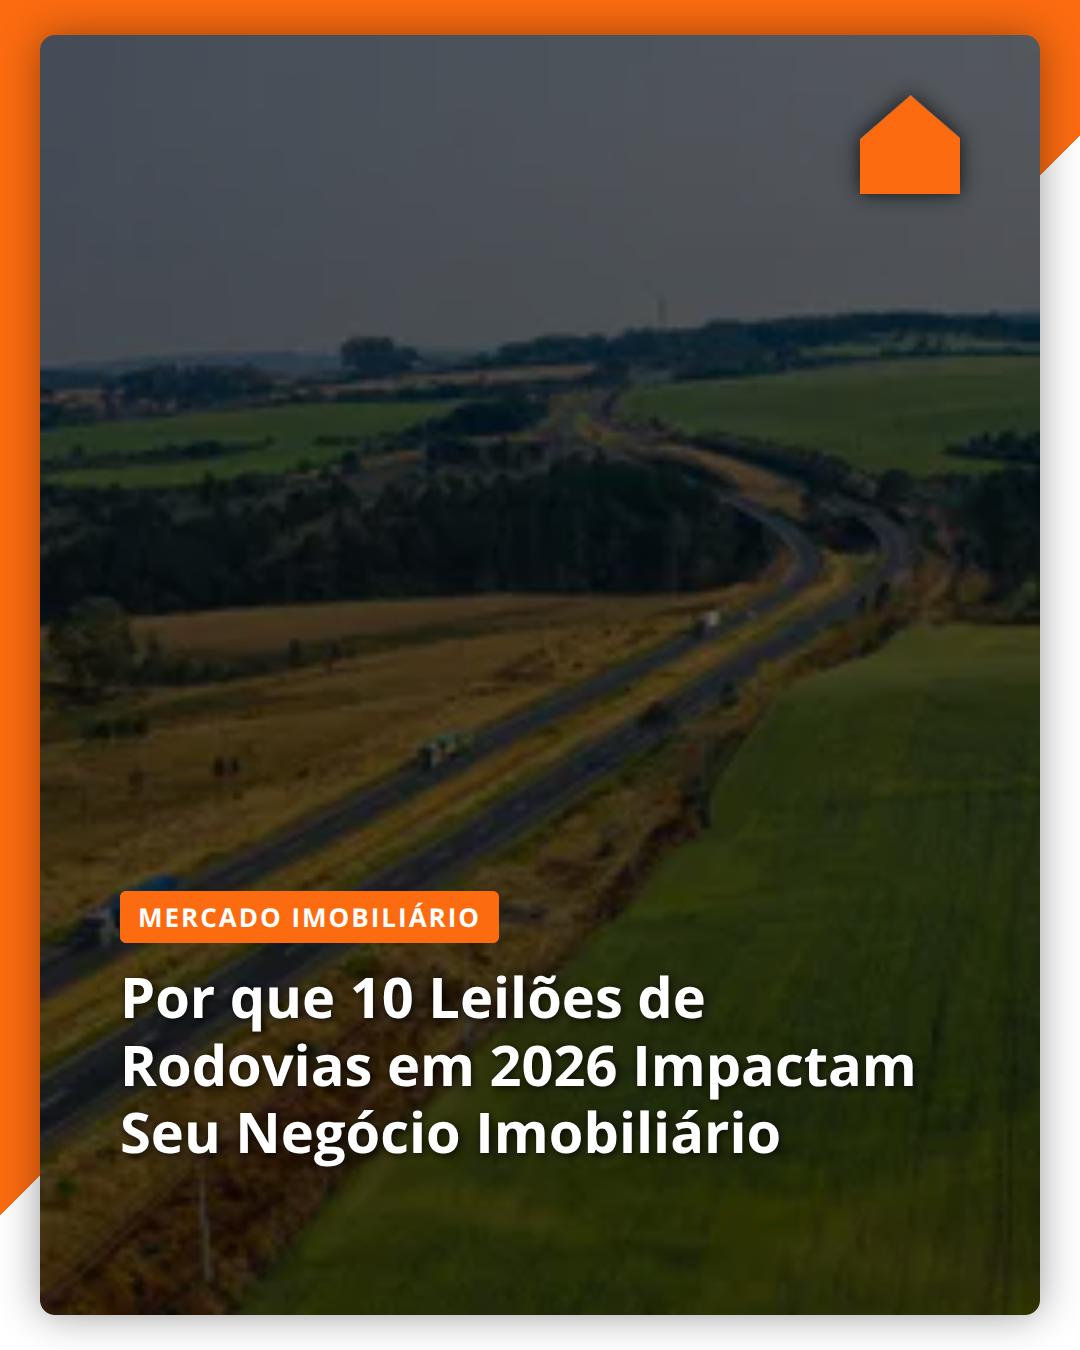 MERCADO IMOBILIÁRIO
Por que 10 Leilões de
Rodovias em 2026 Impactam
Seu Negócio Imobiliário